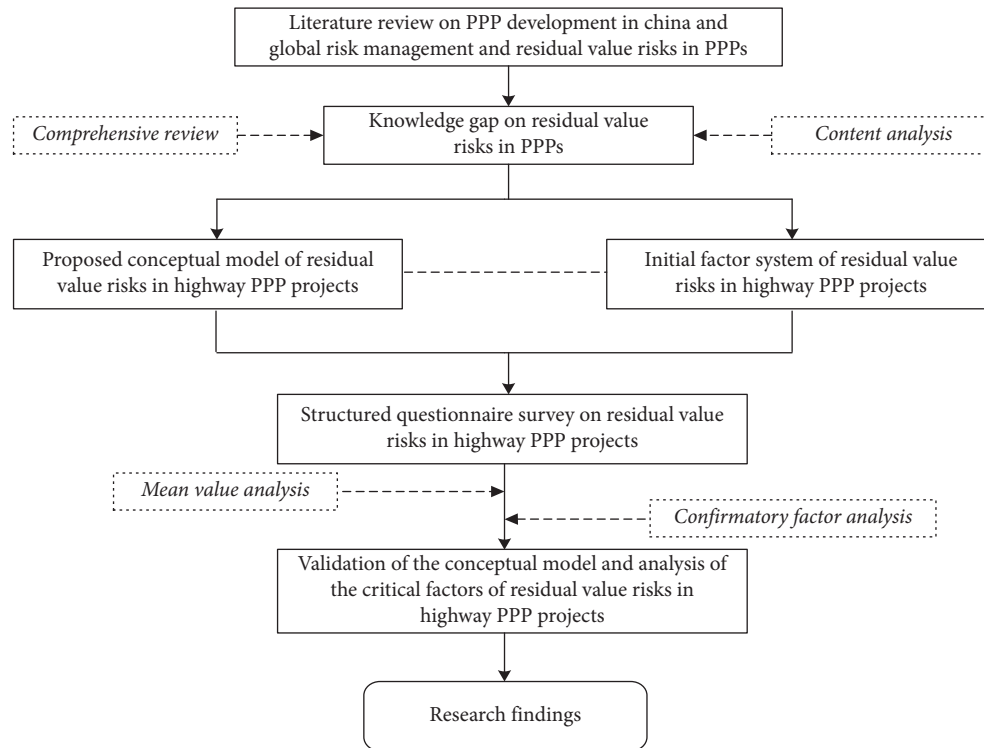 Literature review on PPP development in china and
global risk management and residual value risks in PPPs
Comprehensive review
Knowledge gap on residual value
risks in PPPs
Content analysis
Proposed conceptual model of residual
value risks in highway PPP projects
Initial factor system of residual value
risks in highway PPP projects
Structured questionnaire survey on residual value
risks in highway PPP projects
Mean value analysis
Confirmatory factor analysis
Validation of the conceptual model and analysis of
the critical factors of residual value risks in
highway PPP projects
Research findings